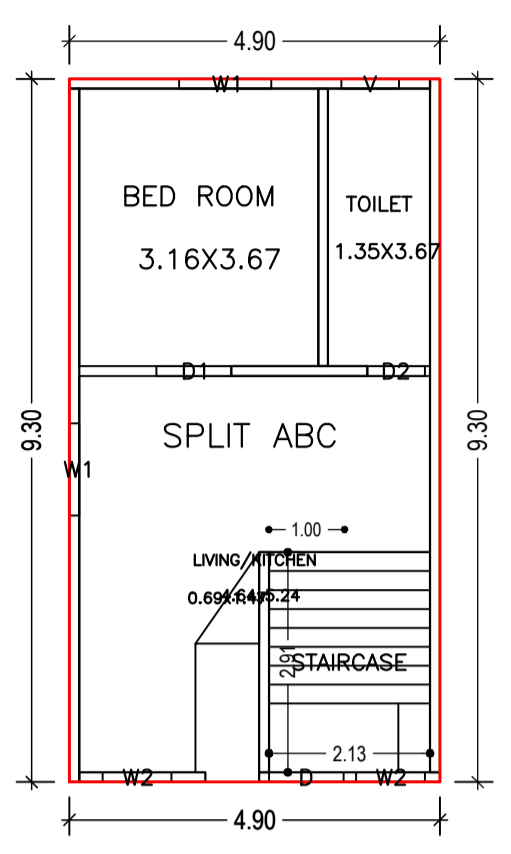 4.90
W1
V
BED ROOM
TOILET
3.16X3.67
1.35X3.67
D1
D2
9.30
9.30
SPLIT ABC
W1
1.00
LIVING/KITCHEN
2.91
STAIRCASE
2.13
W2
D
W2
4.90